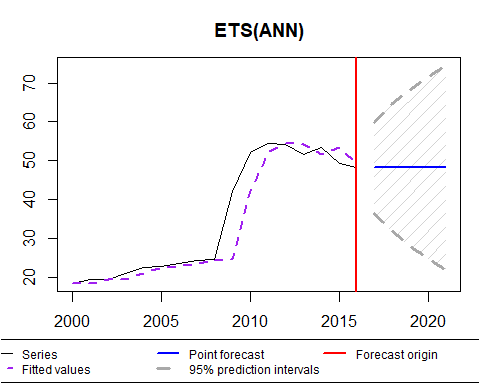 ETS(ANN)
70
60
50
40
30
20
2000 2005 2010 2015 2020
Series Point forecast Forecast origin
Fitted values 95% prediction intervals